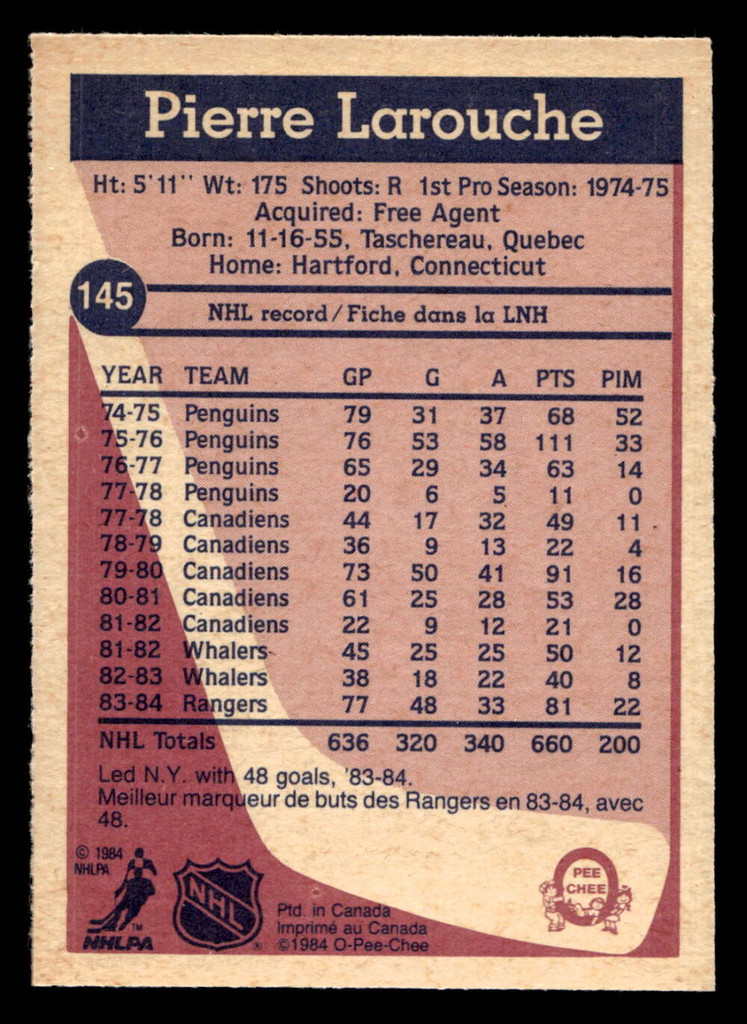 Pierre Larouche
Ht: 5'11'' Wt: 175 Shoots: R 1st Pro Season: 1974-75
Acquired: Free Agent
Born: 11-16-55, Taschereau, Quebec
Home: Hartford, Connecticut
145
NHL record/Fiche dans la LNH
YEAR TEAM GP G A PTS PIM
74-75 Penguins 79 31 37 68 52
75-76 Penguins 76 53 58 111 33
76-77 Penguins 65 29 34 63 14
77-78 Penguins 20 6 5 11 0
77-78 Canadiens 44 17 32 49 11
78-79 Canadiens 36 9 13 22 4
79-80 Canadiens 73 50 41 91 16
80-81 Canadiens 61 25 28 53 28
81-82 Canadiens 22 9 12 21 0
81-82 Whalers 45 25 25 50 12
82-83 Whalers 38 18 22 40 8
83-84 Rangers 77 48 33 81 22
NHL Totals 636 320 340 660 200
Led N.Y. with 48 goals, '83-84.
Meilleur marqueur de buts des Rangers en 83-84, avec
48.
© 1984
NHLPA
TM
NHLPA
NHL
®
Ptd. in Canada
Imprimé au Canada
©1984 O-Pee-Chee
PEE
CHEE